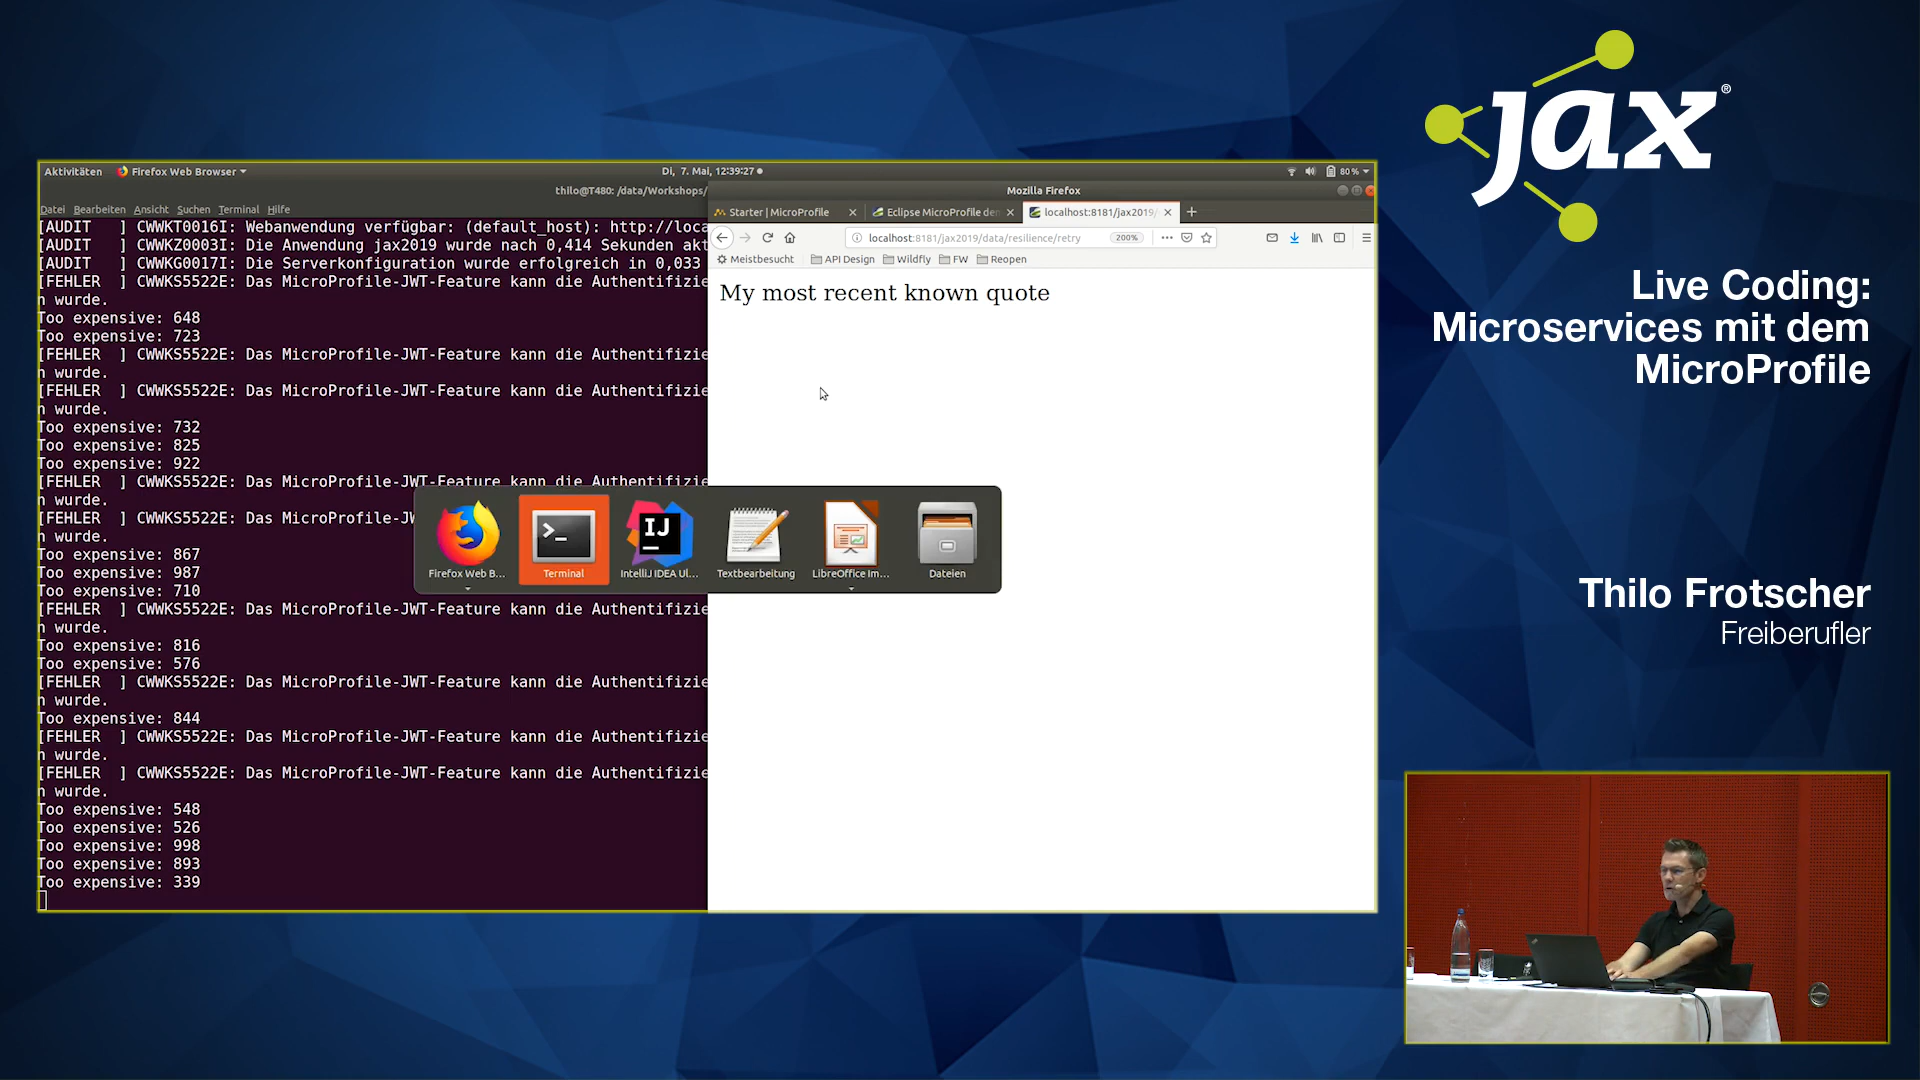 jax®
Live Coding:
Microservices mit dem
MicroProfile
Thilo Frotscher
Freiberufler
Aktivitäten
Firefox Web Browser
Di, 7. Mai, 12:39:27
80 %
thilo@T480: /data/Workshops/
Datei Bearbeiten Ansicht Suchen Terminal Hilfe
[AUDIT ] CWWKT0016I: Webanwendung verfügbar: (default_host): http://loca
[AUDIT ] CWWKZ0003I: Die Anwendung jax2019 wurde nach 0,414 Sekunden akt
[AUDIT ] CWWKG0017I: Die Serverkonfiguration wurde erfolgreich in 0,033
[FEHLER ] CWWKS5522E: Das MicroProfile-JWT-Feature kann die Authentifizie
n wurde.
Too expensive: 648
Too expensive: 723
[FEHLER ] CWWKS5522E: Das MicroProfile-JWT-Feature kann die Authentifizie
n wurde.
[FEHLER ] CWWKS5522E: Das MicroProfile-JWT-Feature kann die Authentifizie
n wurde.
Too expensive: 732
Too expensive: 825
Too expensive: 922
[FEHLER ] CWWKS5522E: Das MicroProfile-JWT-Feature kann die Authentifizie
n wurde.
[FEHLER ] CWWKS5522E: Das MicroP
n wurde.
Too expensive: 867
Too expensive: 987
Too expensive: 710
[FEHLER ] CWWKS5522E: Das MicroProfile-JWT-Feature kann die Authentifizie
n wurde.
Too expensive: 816
Too expensive: 576
[FEHLER ] CWWKS5522E: Das MicroProfile-JWT-Feature kann die Authentifizie
n wurde.
Too expensive: 844
[FEHLER ] CWWKS5522E: Das MicroProfile-JWT-Feature kann die Authentifizie
n wurde.
[FEHLER ] CWWKS5522E: Das MicroProfile-JWT-Feature kann die Authentifizie
n wurde.
Too expensive: 548
Too expensive: 526
Too expensive: 998
Too expensive: 893
Too expensive: 339
Mozilla Firefox
Starter | MicroProfile
Eclipse MicroProfile de
localhost:8181/jax2019/
localhost:8181/jax2019/data/resilience/retry
200%
Meistbesucht API Design Wildfly FW Reopen
My most recent known quote
Firefox Web B...
Terminal
IJ
IntelliJ IDEA Ul...
Textbearbeitung
LibreOffice Im...
Dateien